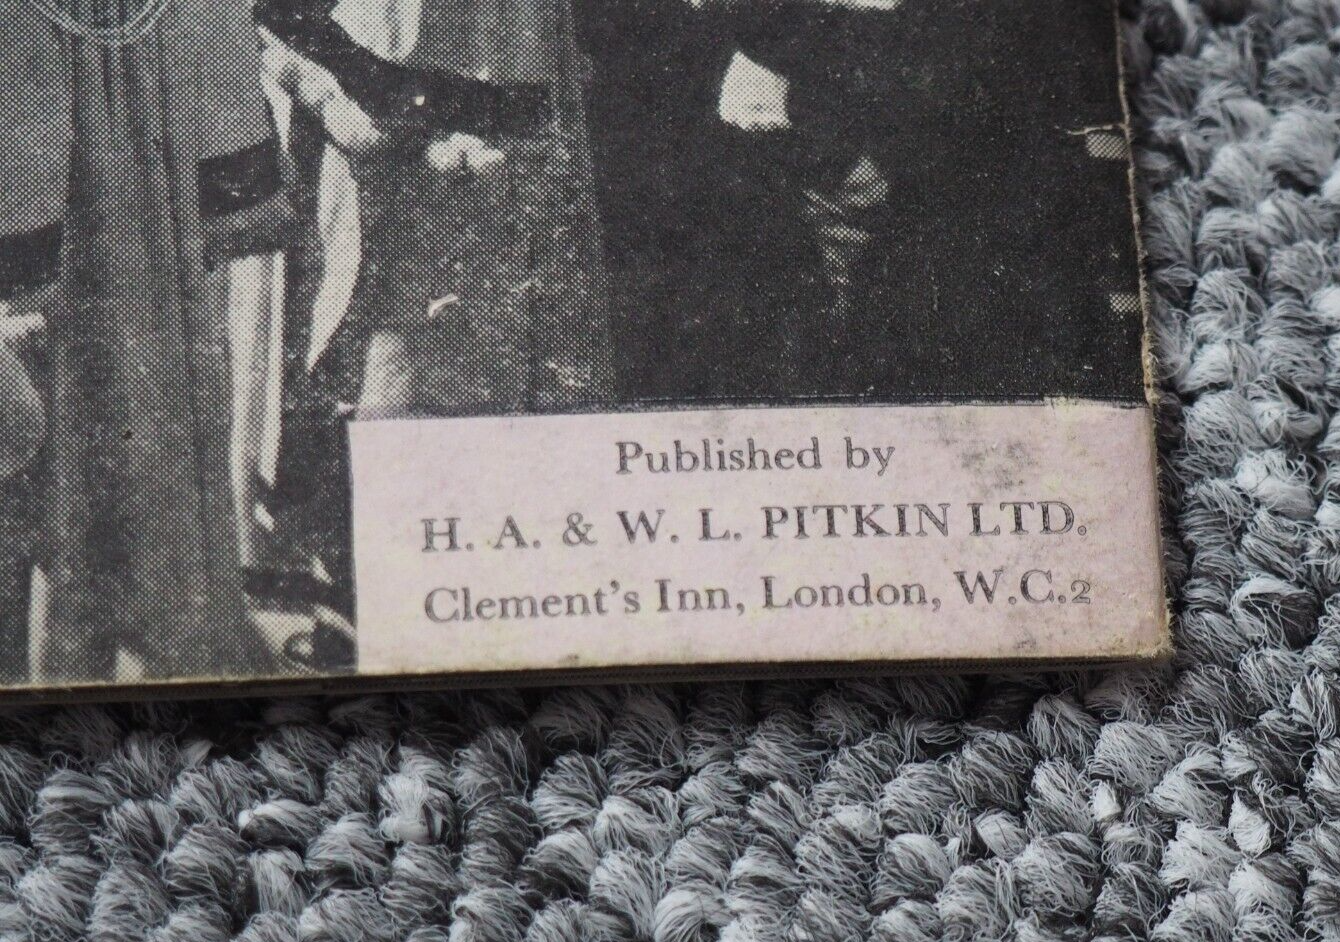 Published by
H. A. & W. L. PITKIN LTD.
Clement's Inn, London, W.C.2